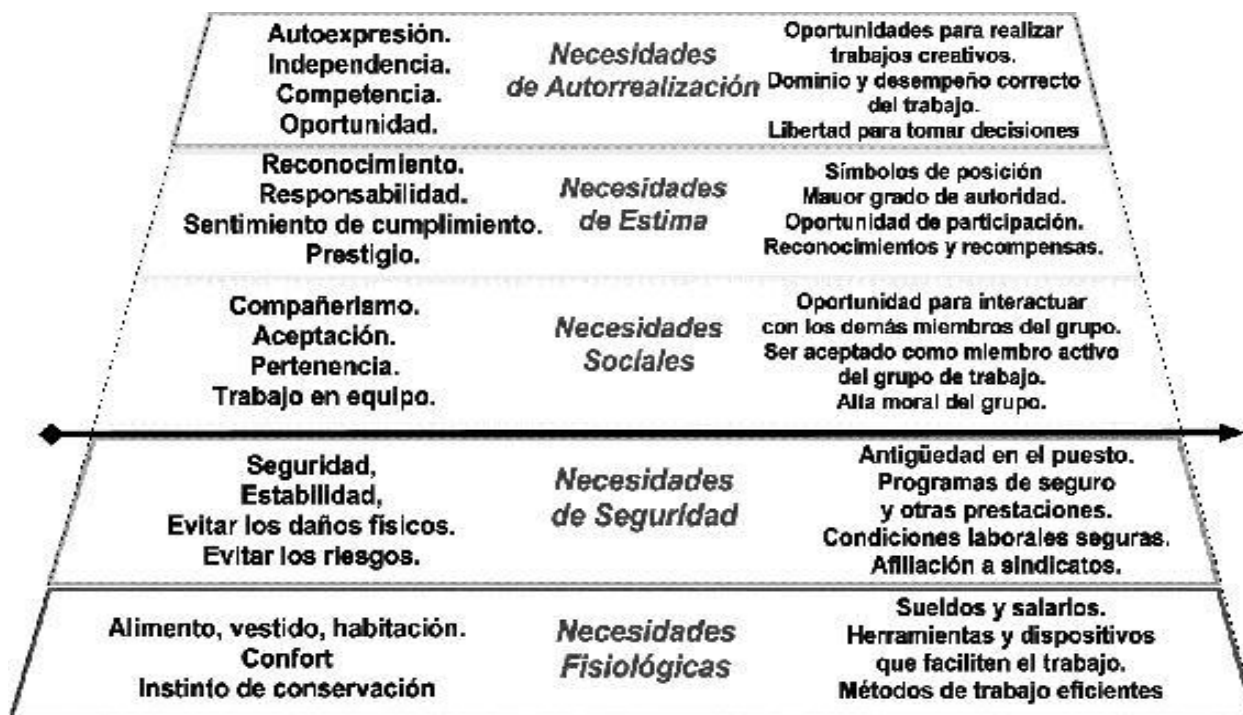 Autoexpresión.
Independencia.
Competencia.
Oportunidad.
Necesidades
de Autorrealización
Oportunidades para realizar
trabajos creativos.
Dominio y desempeño correcto
del trabajo.
Libertad para tomar decisiones
Reconocimiento.
Responsabilidad.
Sentimiento de cumplimiento.
Prestigio.
Necesidades
de Estima
Símbolos de posición
Mauor grado de autoridad.
Oportunidad de participación.
Reconocimientos y recompensas.
Compañerismo.
Aceptación.
Pertenencia.
Trabajo en equipo.
Necesidades
Sociales
Oportunidad para interactuar
con los demás miembros del grupo.
Ser aceptado como miembro activo
del grupo de trabajo.
Alta moral del grupo.
Seguridad,
Estabilidad,
Evitar los daños físicos.
Evitar los riesgos.
Necesidades
de Seguridad
Antigüedad en el puesto.
Programas de seguro
y otras prestaciones.
Condiciones laborales seguras.
Afiliación a sindicatos.
Alimento, vestido, habitación.
Confort
Instinto de conservación
Necesidades
Fisiológicas
Sueldos y salarios.
Herramientas y dispositivos
que faciliten el trabajo.
Métodos de trabajo eficientes